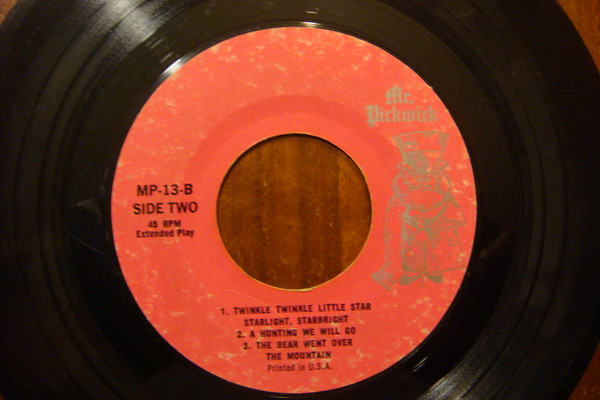 Mr.
Pickwick
MP-13-B
SIDE TWO
45 RPM
Extended Play
1. TWINKLE TWINKLE LITTLE STAR
STARLIGHT, STARBRIGHT
2. A HUNTING WE WILL GO
3. THE BEAR WENT OVER
THE MOUNTAIN
Printed in U.S.A.